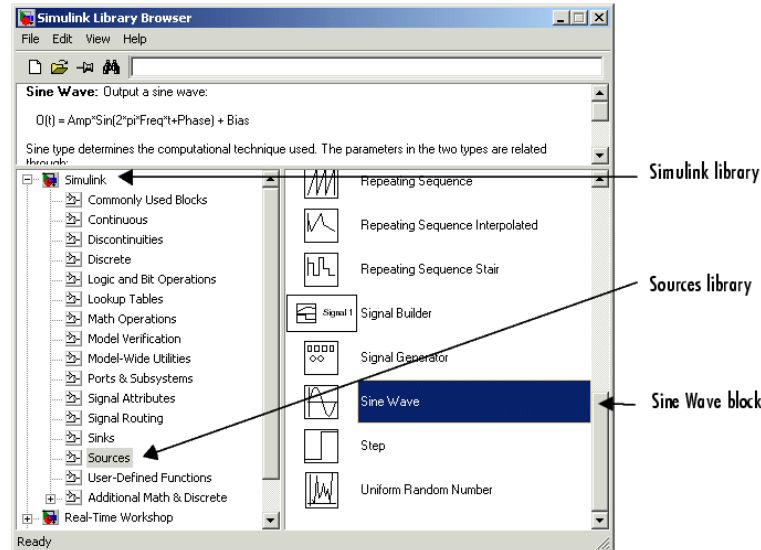 Simulink Library Browser
File Edit View Help
Sine Wave: Output a sine wave:
O(t) = Amp*Sin(2*pi*Freq*t+Phase) + Bias
Sine type determines the computational technique used. The parameters in the two types are related
through:
Simulink
Commonly Used Blocks
Continuous
Discontinuities
Discrete
Logic and Bit Operations
Lookup Tables
Math Operations
Model Verification
Model-Wide Utilities
Ports & Subsystems
Signal Attributes
Signal Routing
Sinks
Sources
User-Defined Functions
Additional Math & Discrete
Real-Time Workshop
Repeating Sequence
Repeating Sequence Interpolated
Repeating Sequence Stair
Signal 1 Signal Builder
Signal Generator
Sine Wave
Step
Uniform Random Number
Ready
Simulink library
Sources library
Sine Wave block